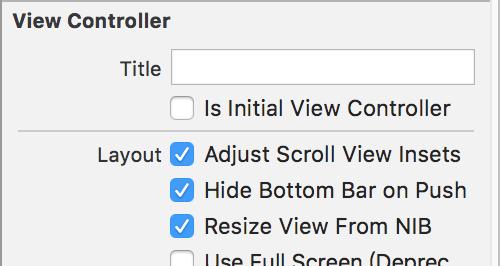 View Controller
Title
Is Initial View Controller
Layout Adjust Scroll View Insets
Hide Bottom Bar on Push
Resize View From NIB
Use Full Screen (Deprec